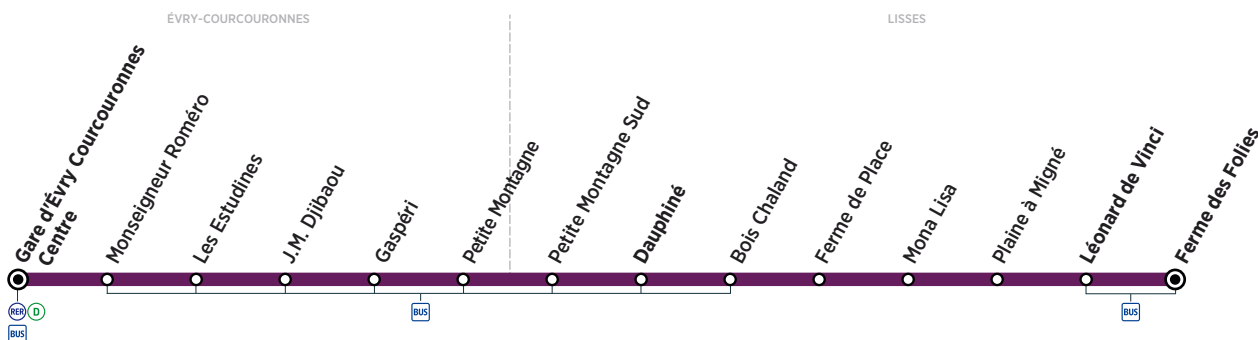 ÉVRY-COURCOURONNES
LISSES
Gare d'Évry Courcouronnes
Centre
Monseigneur Roméro
Les Estudines
J.M. Djibaou
Gaspéri
Petite Montagne
Petite Montagne Sud
Dauphiné
Bois Chaland
Ferme de Place
Mona Lisa
Plaine à Migné
Léonard de Vinci
Ferme des Folies
RER D
BUS
BUS
BUS